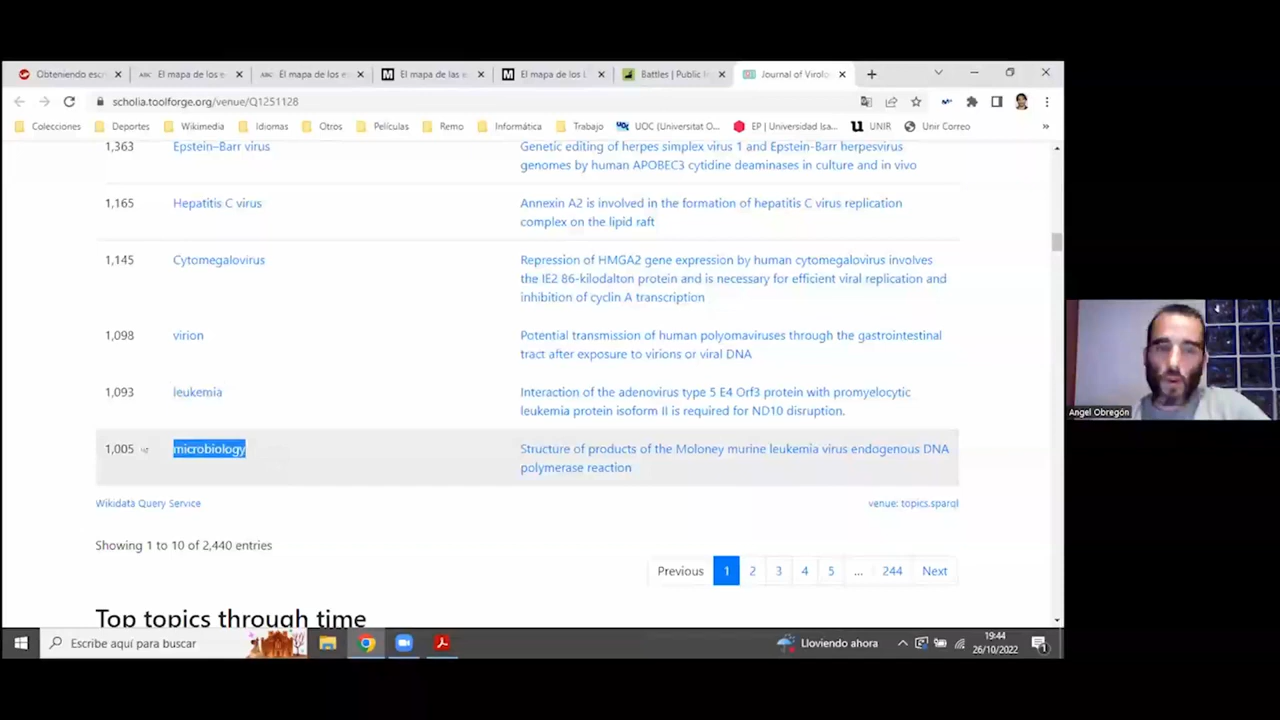 Obteniendo escr
ABC El mapa de los e
ABC El mapa de los e
M El mapa de las e
M El mapa de los l
Battles | Public
Journal of Virolo
scholia.toolforge.org/venue/Q1251128
Colecciones Deportes Wikimedia Idiomas Otros Películas Remo Informática Trabajo UOC (Universitat O... EP | Universidad Isa... UNIR Unir Correo »
1,363 Epstein–Barr virus Genetic editing of herpes simplex virus 1 and Epstein-Barr herpesvirus
genomes by human APOBEC3 cytidine deaminases in culture and in vivo
1,165 Hepatitis C virus Annexin A2 is involved in the formation of hepatitis C virus replication
complex on the lipid raft
1,145 Cytomegalovirus Repression of HMGA2 gene expression by human cytomegalovirus involves
the IE2 86-kilodalton protein and is necessary for efficient viral replication and
inhibition of cyclin A transcription
1,098 virion Potential transmission of human polyomaviruses through the gastrointestinal
tract after exposure to virions or viral DNA
1,093 leukemia Interaction of the adenovirus type 5 E4 Orf3 protein with promyelocytic
leukemia protein isoform II is required for ND10 disruption.
1,005 microbiology Structure of products of the Moloney murine leukemia virus endogenous DNA
polymerase reaction
Wikidata Query Service venue: topics.sparql
Showing 1 to 10 of 2,440 entries
Previous 1 2 3 4 5 ... 244 Next
Top topics through time
Angel Obregón
Escribe aquí para buscar
Lloviendo ahora
19:44
26/10/2022
1